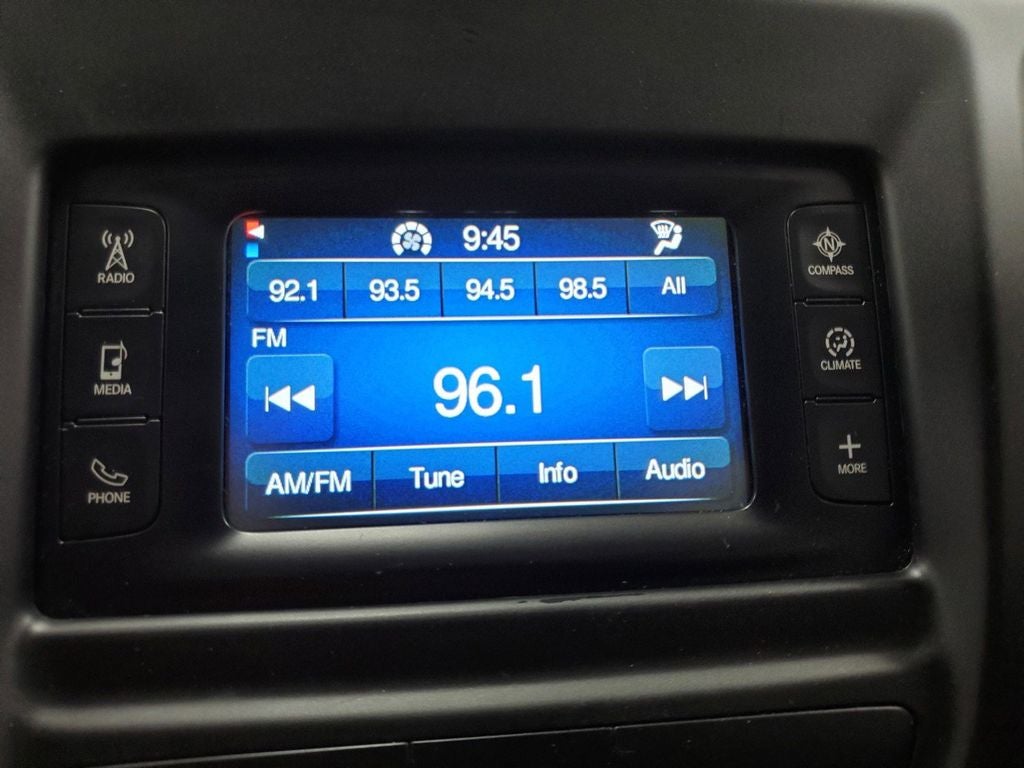 9:45
92.1 93.5 94.5 98.5 All
FM
96.1
AM/FM Tune Info Audio
RADIO
MEDIA
PHONE
N
COMPASS
CLIMATE
MORE